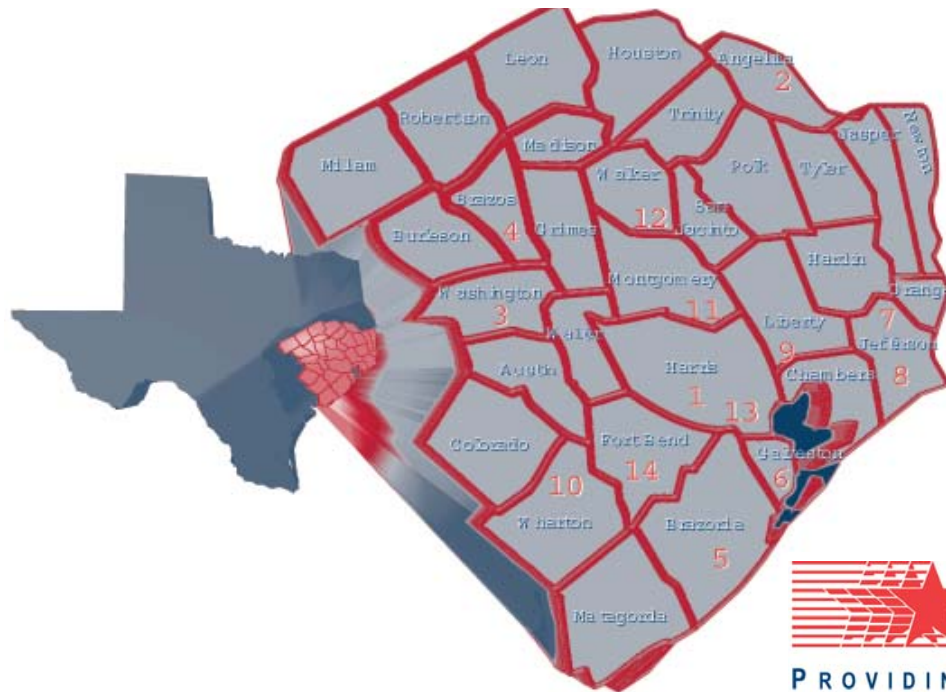 Leon
Houston
Angelina
2
Robertson
Trinity
Madison
Jasper
Newton
Milam
Walker
Polk
Tyler
Brazos
San
Jacinto
12
4
Grimes
Burleson
Hardin
Montgomery
Orange
Washington
11
3
Waller
Liberty
7
Jefferson
9
Harris
Austin
Chambers
8
1
13
Fort Bend
Colorado
Galveston
14
6
10
Wharton
Brazoria
5
Matagorda
PROVIDIN